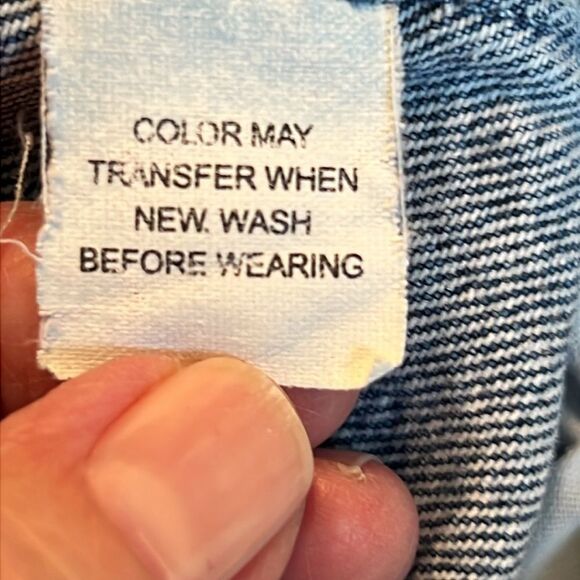 COLOR MAY
TRANSFER WHEN
NEW. WASH
BEFORE WEARING